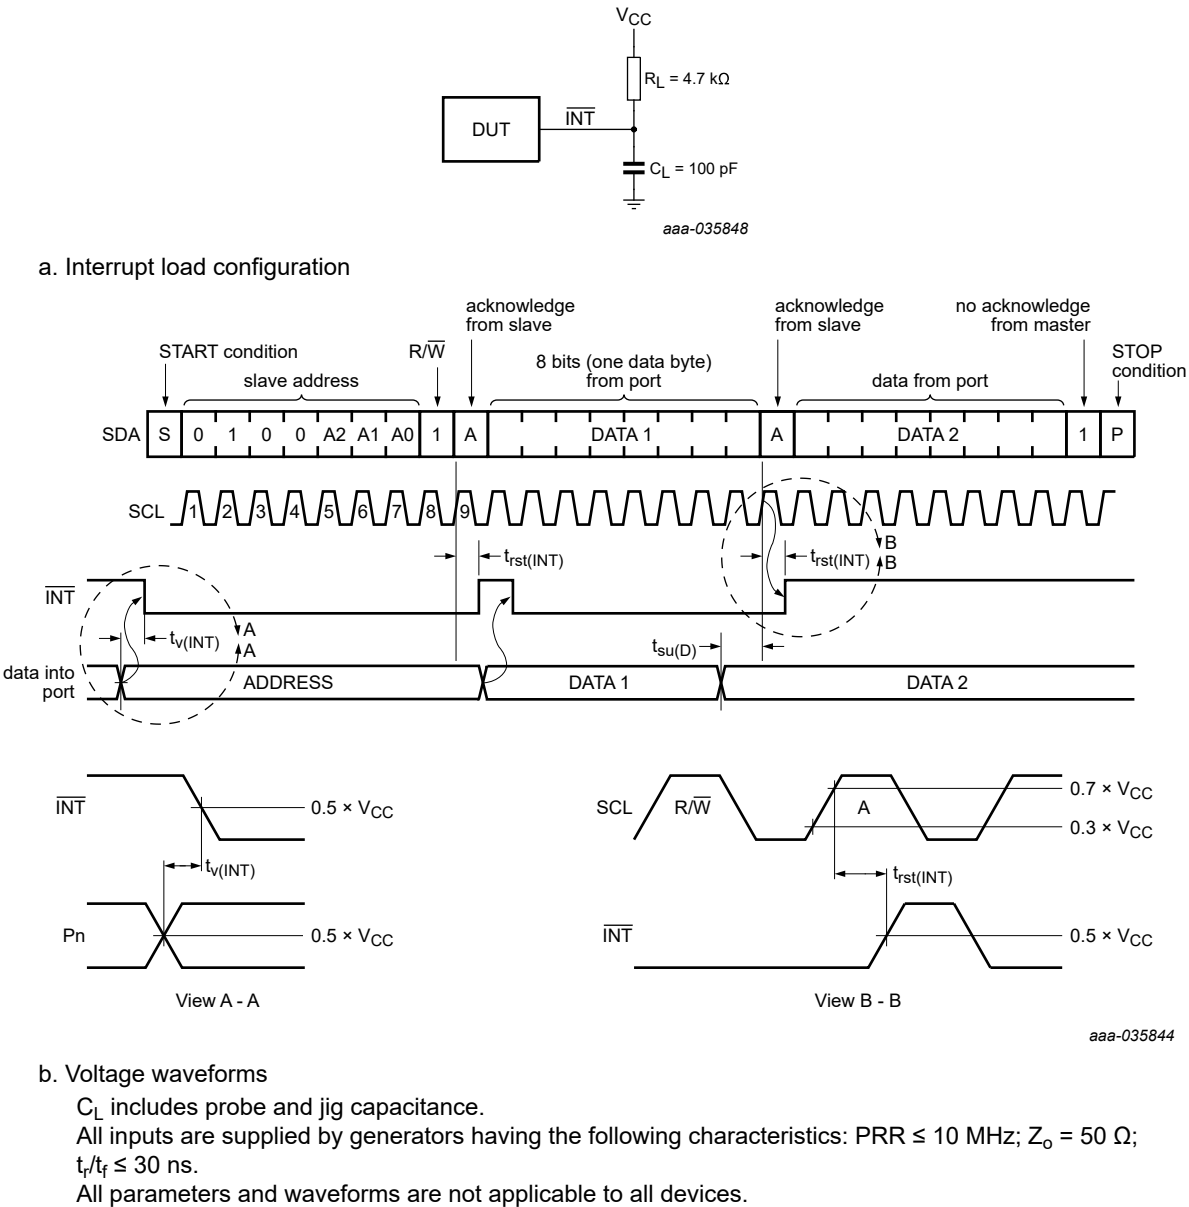 VCC
RL = 4.7 kΩ
DUT
INT
CL = 100 pF
aaa-035848
a. Interrupt load configuration
acknowledge
from slave
acknowledge
from slave
no acknowledge
from master
START condition
R/W
8 bits (one data byte)
from port
STOP
condition
slave address
data from port
SDA S 0 1 0 0 A2 A1 A0 1 A DATA 1 A DATA 2 1 P
SCL 1 2 3 4 5 6 7 8 9
B
trst(INT)
trst(INT)
B
INT
A
tv(INT)
A
tsu(D)
data into
port
ADDRESS
DATA 1
DATA 2
INT
0.5 × VCC
tv(INT)
Pn
0.5 × VCC
View A - A
SCL
R/W
A
0.7 × VCC
0.3 × VCC
trst(INT)
INT
0.5 × VCC
View B - B
aaa-035844
b. Voltage waveforms
CL includes probe and jig capacitance.
All inputs are supplied by generators having the following characteristics: PRR ≤ 10 MHz; Zo = 50 Ω;
tr/tf ≤ 30 ns.
All parameters and waveforms are not applicable to all devices.